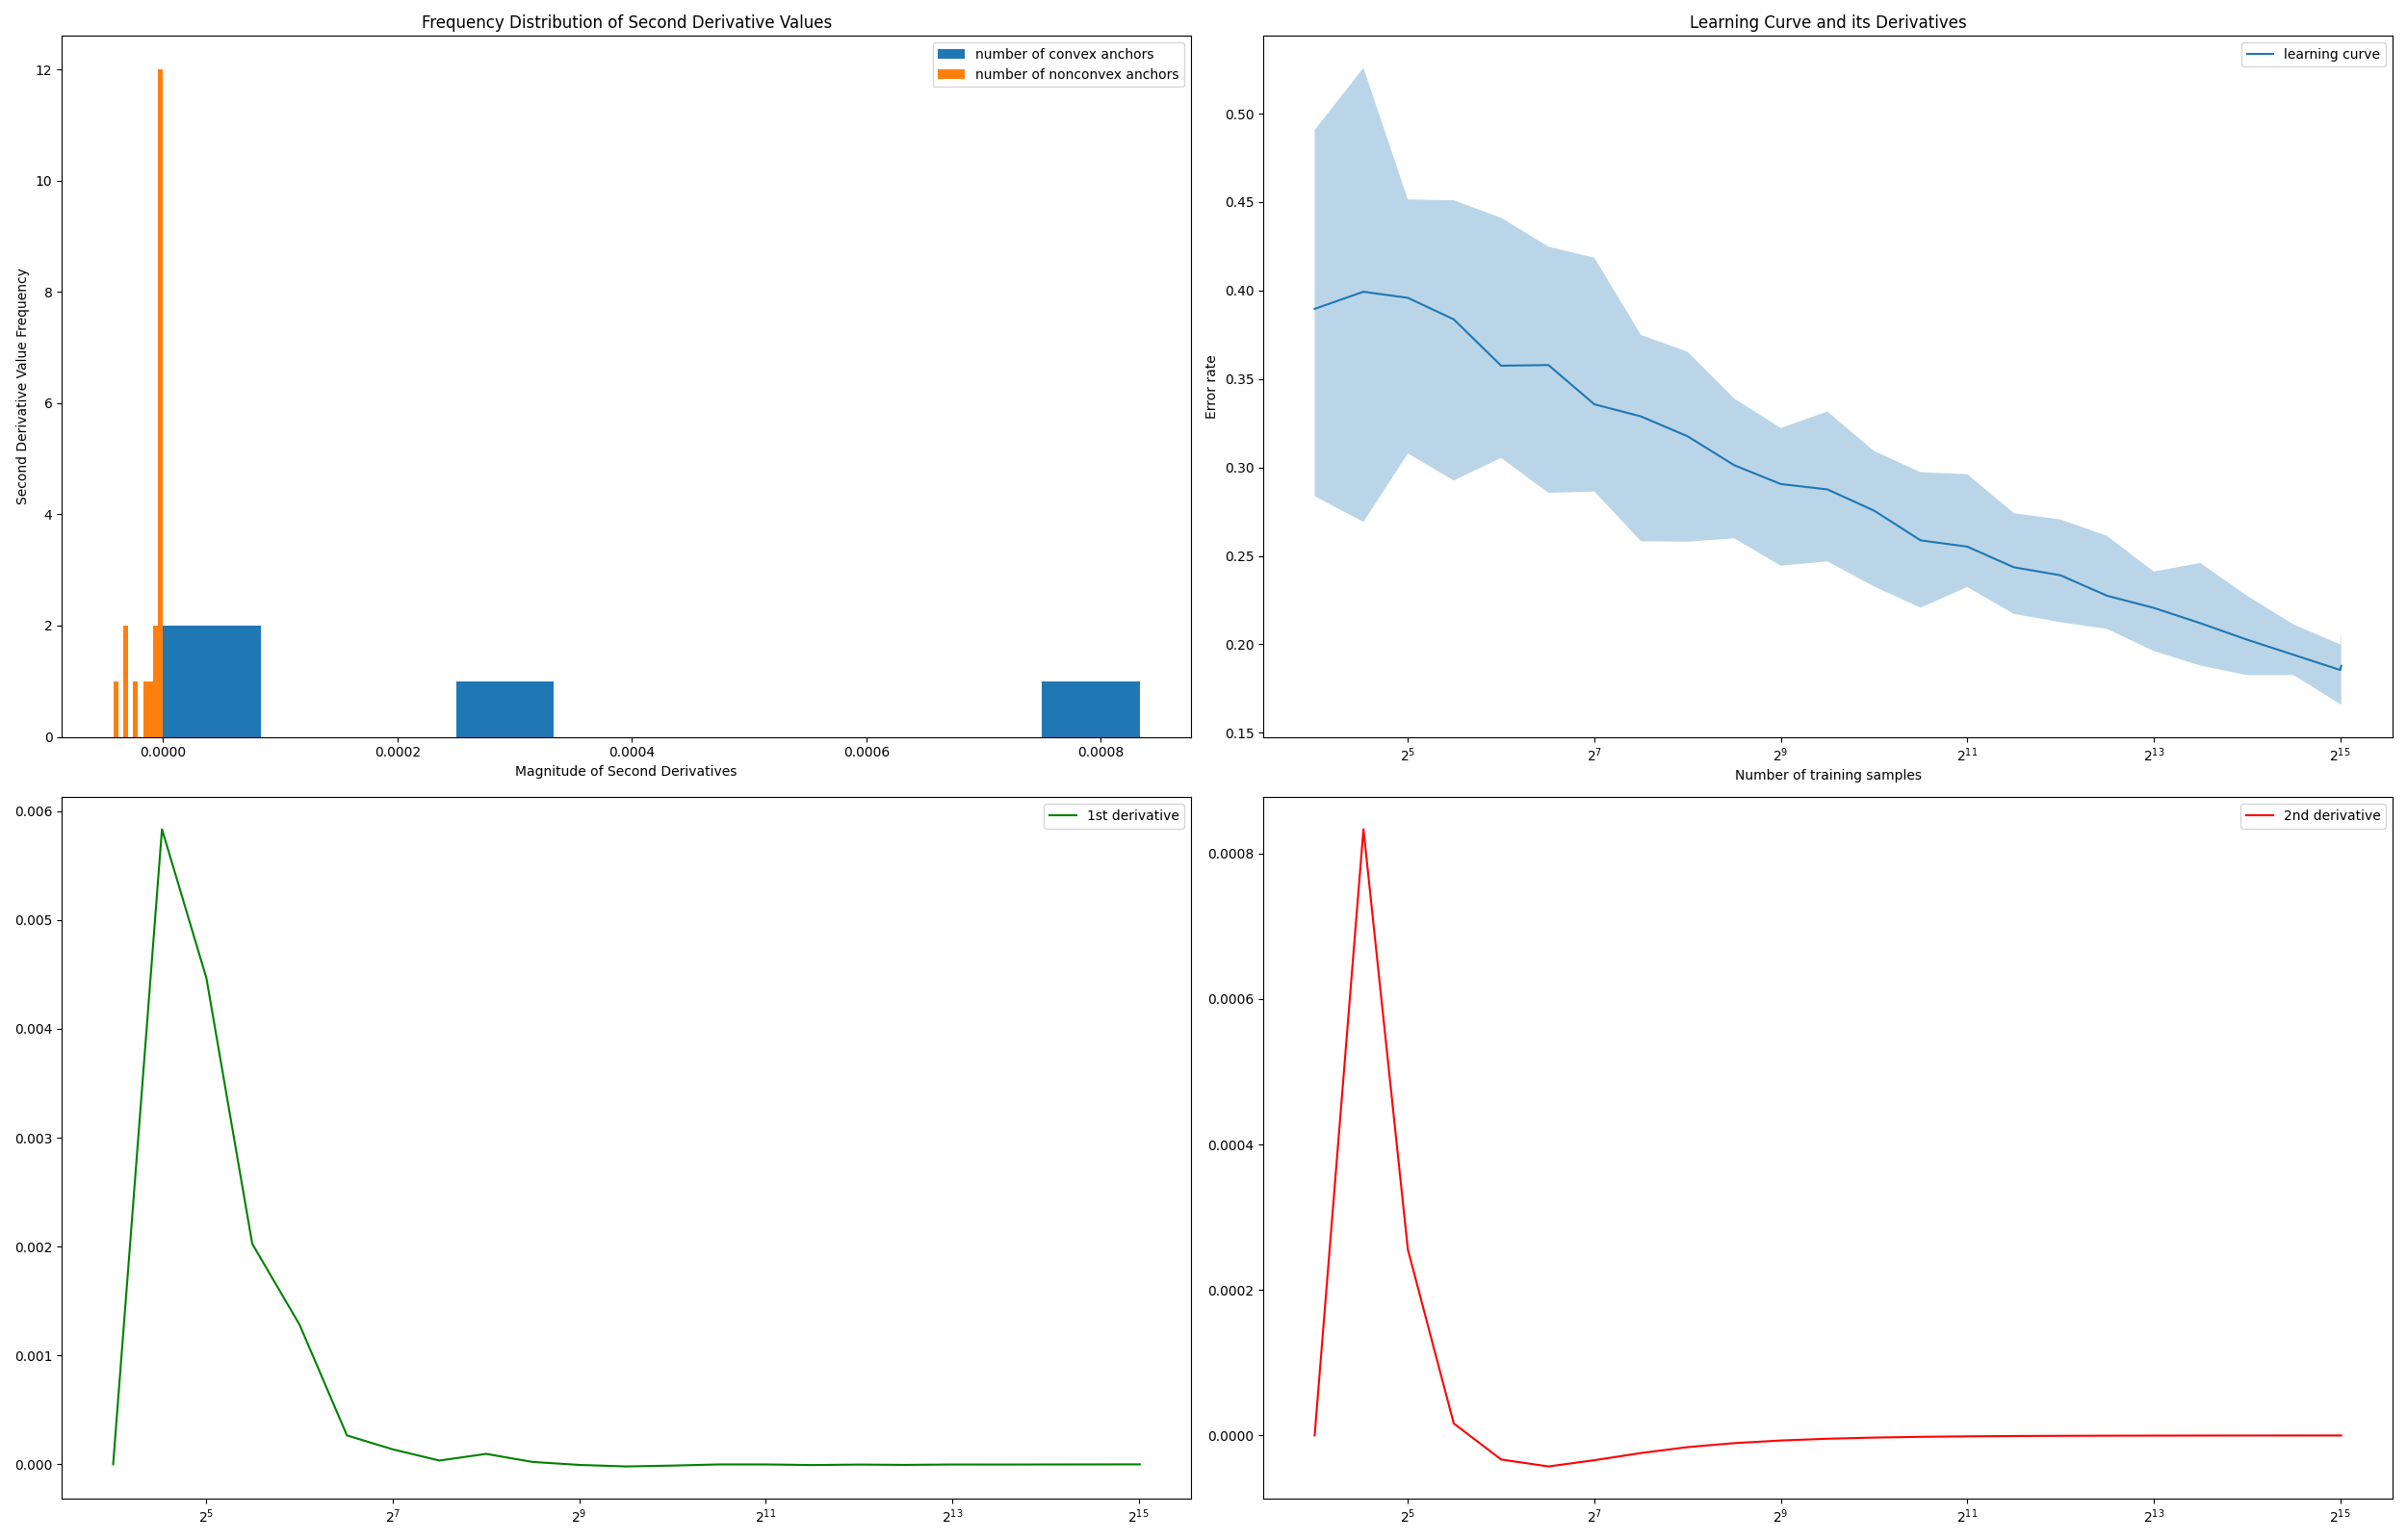 Frequency Distribution of Second Derivative Values
number of convex anchors
number of nonconvex anchors
12
10
8
6
4
2
0
Second Derivative Value Frequency
0.0000 0.0002 0.0004 0.0006 0.0008
Magnitude of Second Derivatives
Learning Curve and its Derivatives
learning curve
0.50
0.45
0.40
0.35
0.30
0.25
0.20
0.15
Error rate
2^5 2^7 2^9 2^11 2^13 2^15
Number of training samples
1st derivative
0.006
0.005
0.004
0.003
0.002
0.001
0.000
2^5 2^7 2^9 2^11 2^13 2^15
2nd derivative
0.0008
0.0006
0.0004
0.0002
0.0000
2^5 2^7 2^9 2^11 2^13 2^15